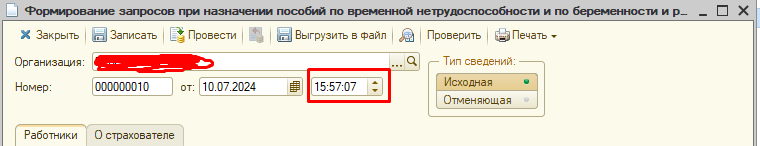 Формирование запросов при назначении пособий по временной нетрудоспособности и по беременности и р...
Закрыть Записать Провести Выгрузить в файл Проверить Печать
Организация: ...
Тип сведений:
Номер: 000000010 от: 10.07.2024 15:57:07
Исходная
Отменяющая
Работники О страхователе